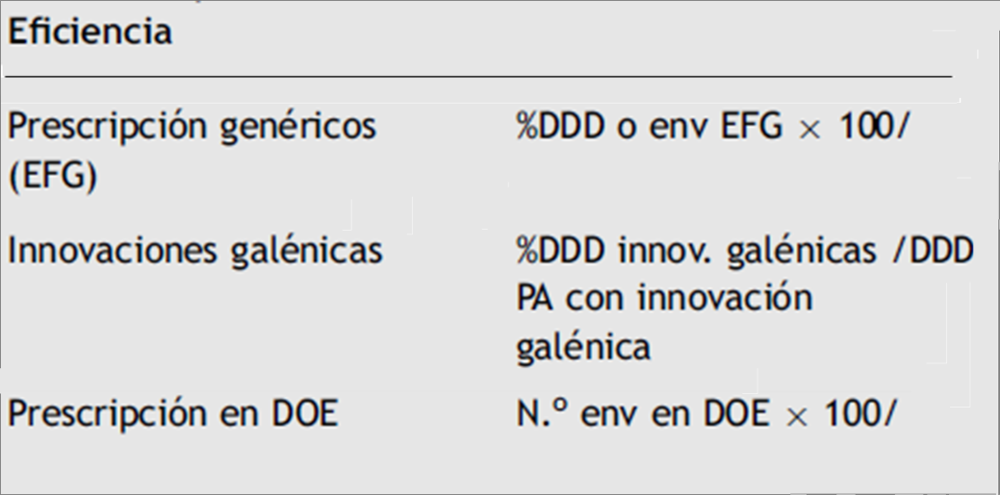 Eficiencia
Prescripción genéricos %DDD o env EFG × 100/
(EFG)
Innovaciones galénicas %DDD innov. galénicas /DDD
PA con innovación
galénica
Prescripción en DOE N.º env en DOE × 100/